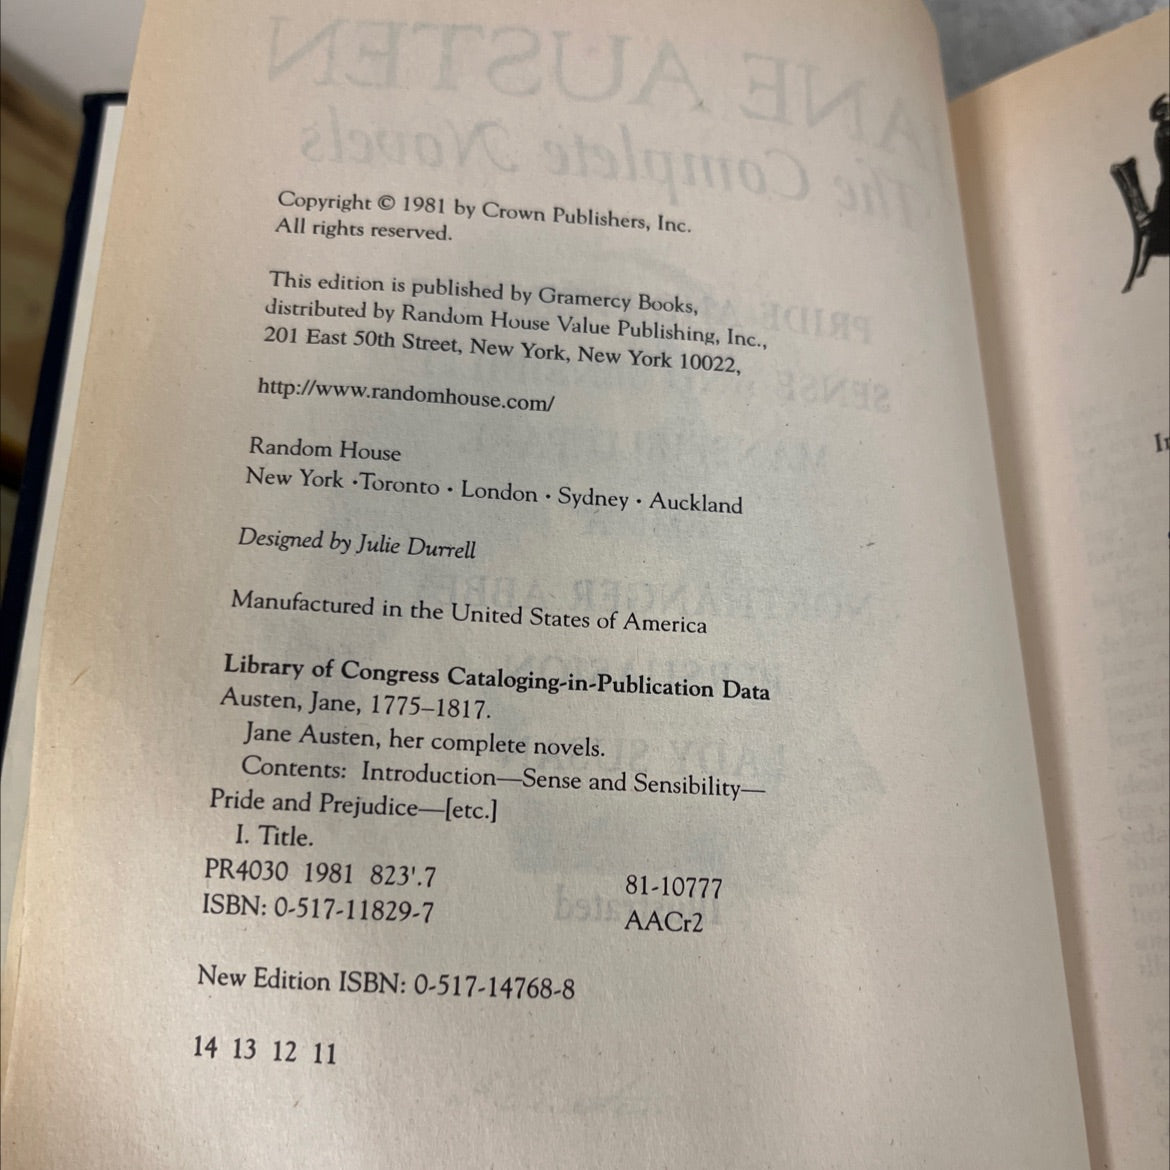 Copyright © 1981 by Crown Publishers, Inc.
All rights reserved.
This edition is published by Gramercy Books,
distributed by Random House Value Publishing, Inc.,
201 East 50th Street, New York, New York 10022,
http://www.randomhouse.com/
Random House
New York •Toronto • London • Sydney • Auckland
Designed by Julie Durrell
Manufactured in the United States of America
Library of Congress Cataloging-in-Publication Data
Austen, Jane, 1775–1817.
Jane Austen, her complete novels.
Contents: Introduction—Sense and Sensibility—
Pride and Prejudice—[etc.]
I. Title.
PR4030 1981 823'.7 81-10777
ISBN: 0-517-11829-7 AACr2
New Edition ISBN: 0-517-14768-8
14 13 12 11